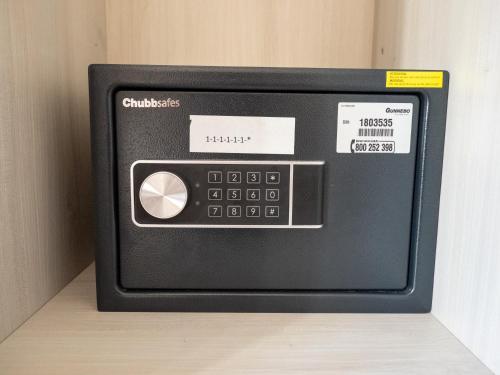 Chubbsafes
GUNNEBO
S/N: 1803535
800 252 398
1-1-1-1-1-1-*
1 2 3 *
4 5 6 0
7 8 9 #